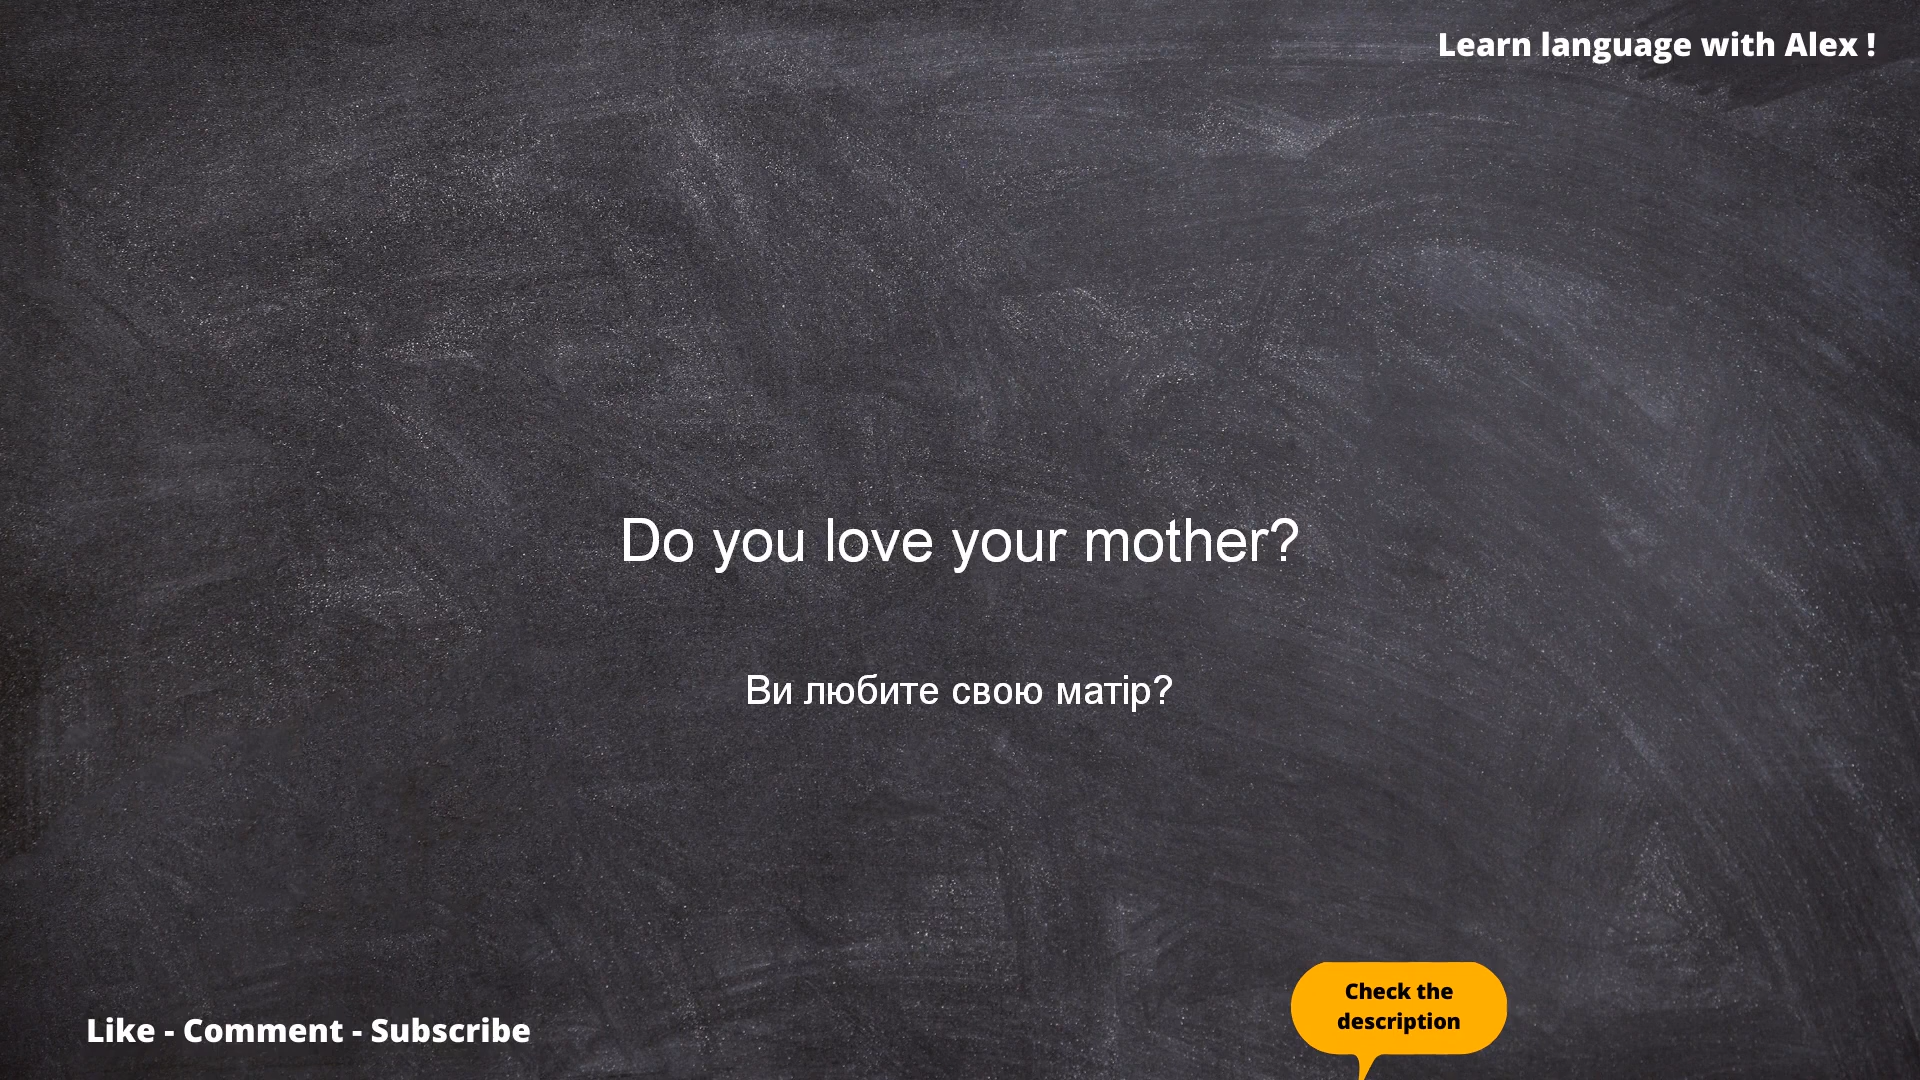 Learn language with Alex !
Do you love your mother?
Ви любите свою матір?
Check the
description
Like - Comment - Subscribe